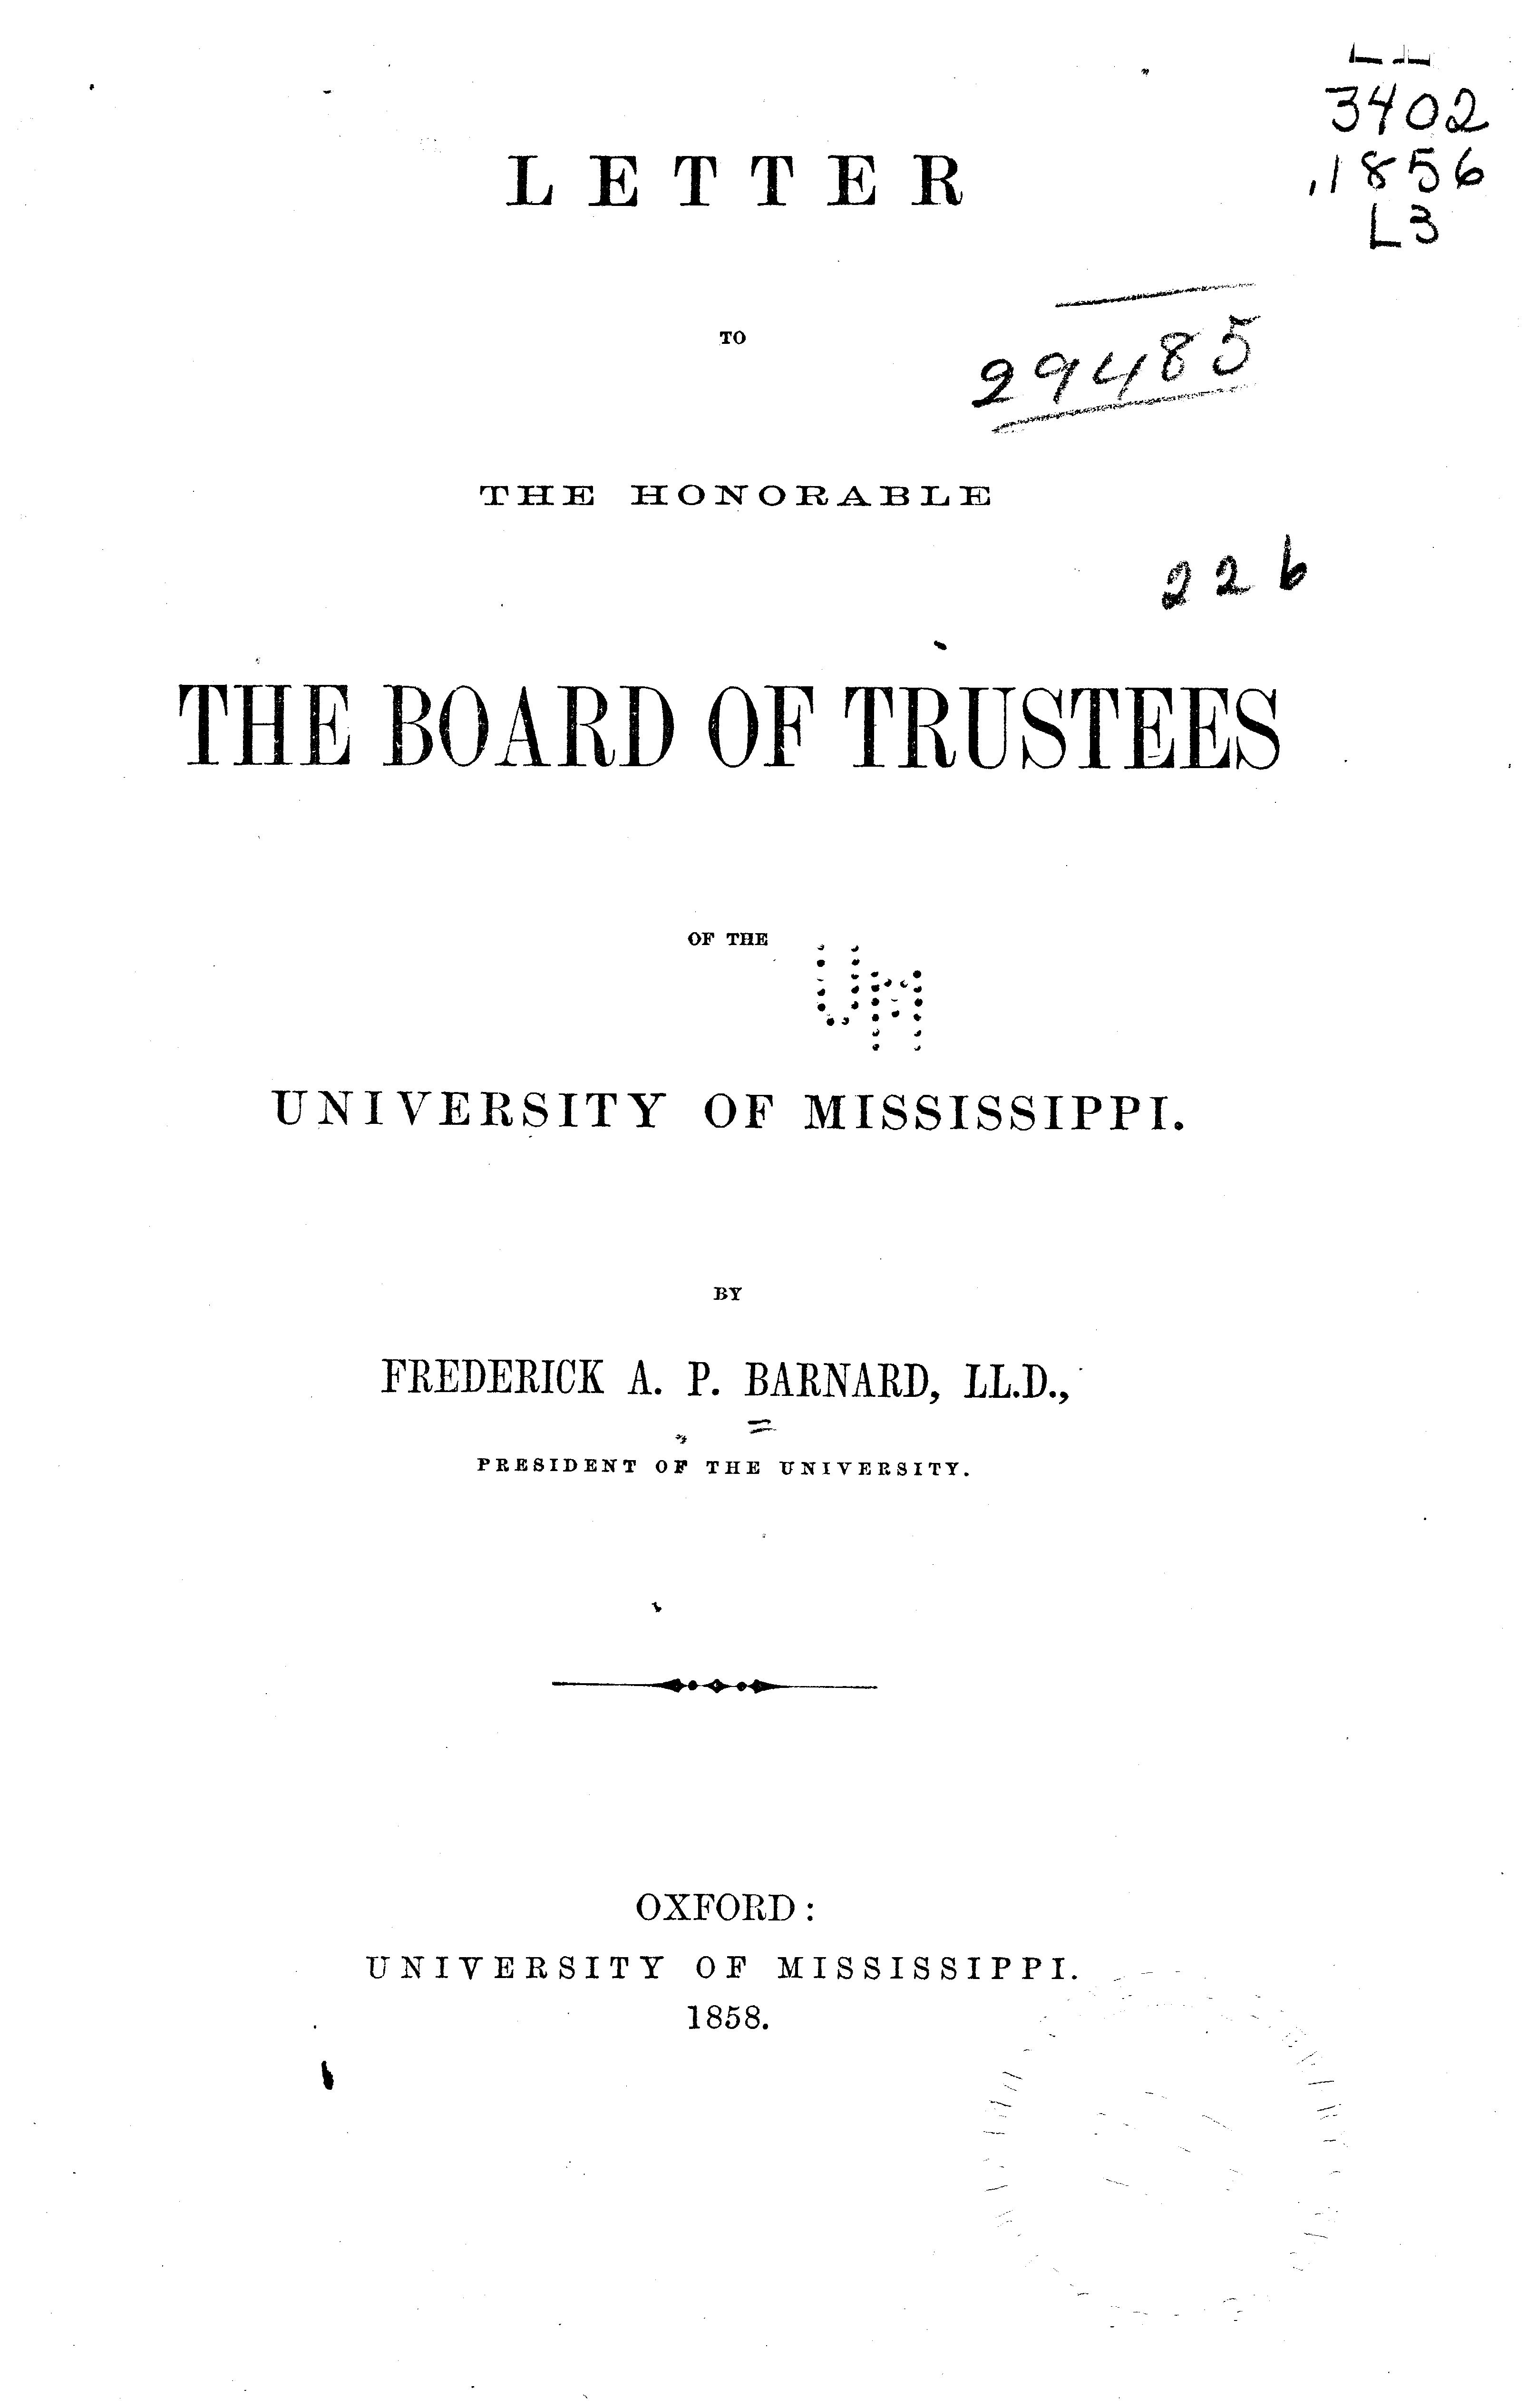 3402
.1856
L3
LETTER
TO
29485
THE HONORABLE
226
THE BOARD OF TRUSTEES
OF THE
UM
UNIVERSITY OF MISSISSIPPI.
BY
FREDERICK A. P. BARNARD, LL.D.,
PRESIDENT OF THE UNIVERSITY.
OXFORD:
UNIVERSITY OF MISSISSIPPI.
1858.